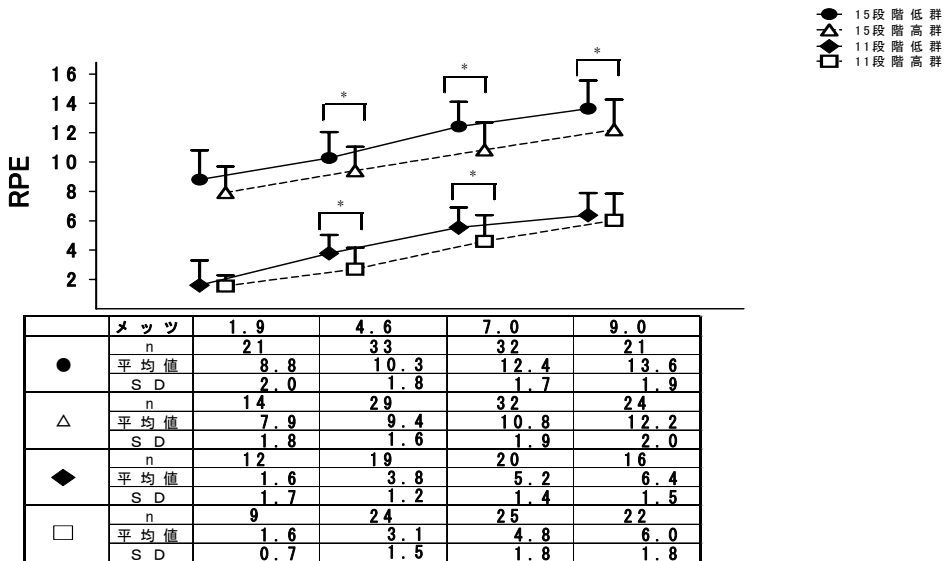 15段階低群
15段階高群
11段階低群
11段階高群
RPE
16
14
12
10
8
6
4
2
*
*
*
*
*
メッツ 1.9 4.6 7.0 9.0
● n 21 33 32 21
平均値 8.8 10.3 12.4 13.6
SD 2.0 1.8 1.7 1.9
△ n 14 29 32 24
平均値 7.9 9.4 10.8 12.2
SD 1.8 1.6 1.9 2.0
◆ n 12 19 20 16
平均値 1.6 3.8 5.2 6.4
SD 1.7 1.2 1.4 1.5
□ n 9 24 25 22
平均値 1.6 3.1 4.8 6.0
SD 0.7 1.5 1.8 1.8